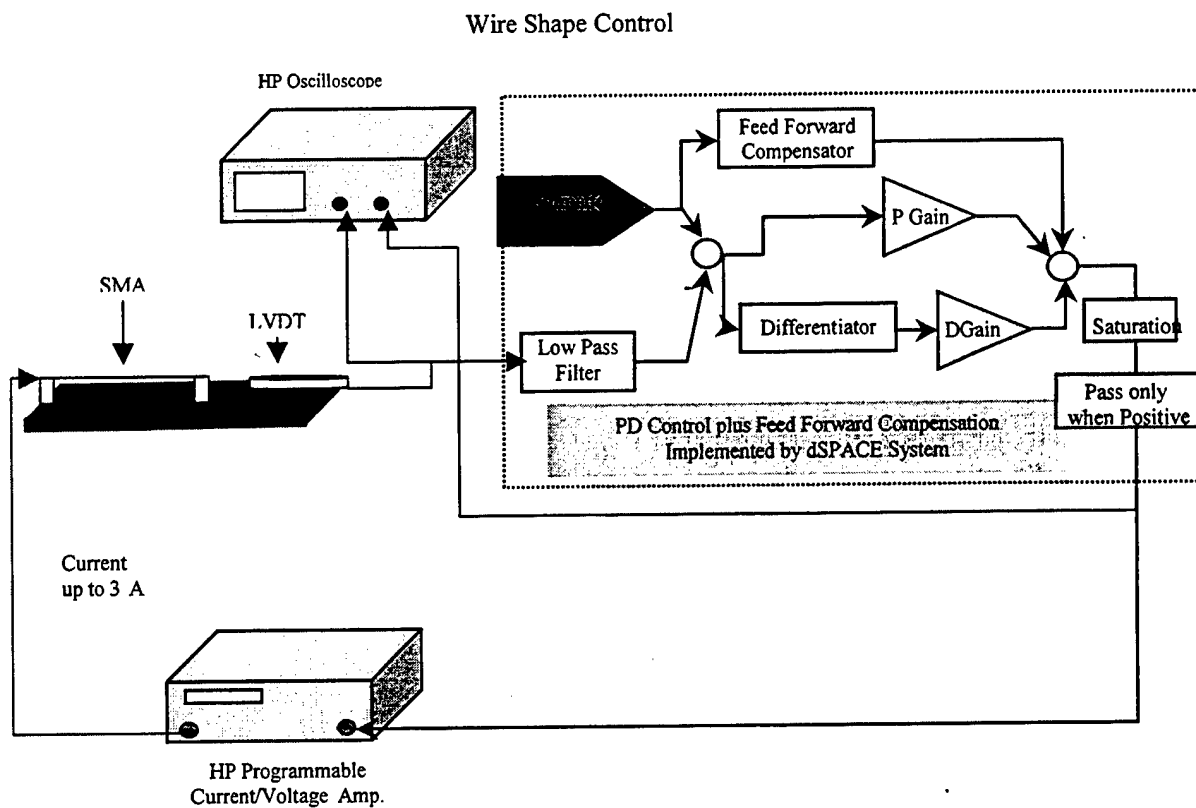 Wire Shape Control
HP Oscilloscope
Feed Forward
Compensator
P Gain
SMA
LVDT
Low Pass
Filter
Differentiator
DGain
Saturation
Pass only
when Positive
PD Control plus Feed Forward Compensation
Implemented by dSPACE System
Current
up to 3 A
HP Programmable
Current/Voltage Amp.